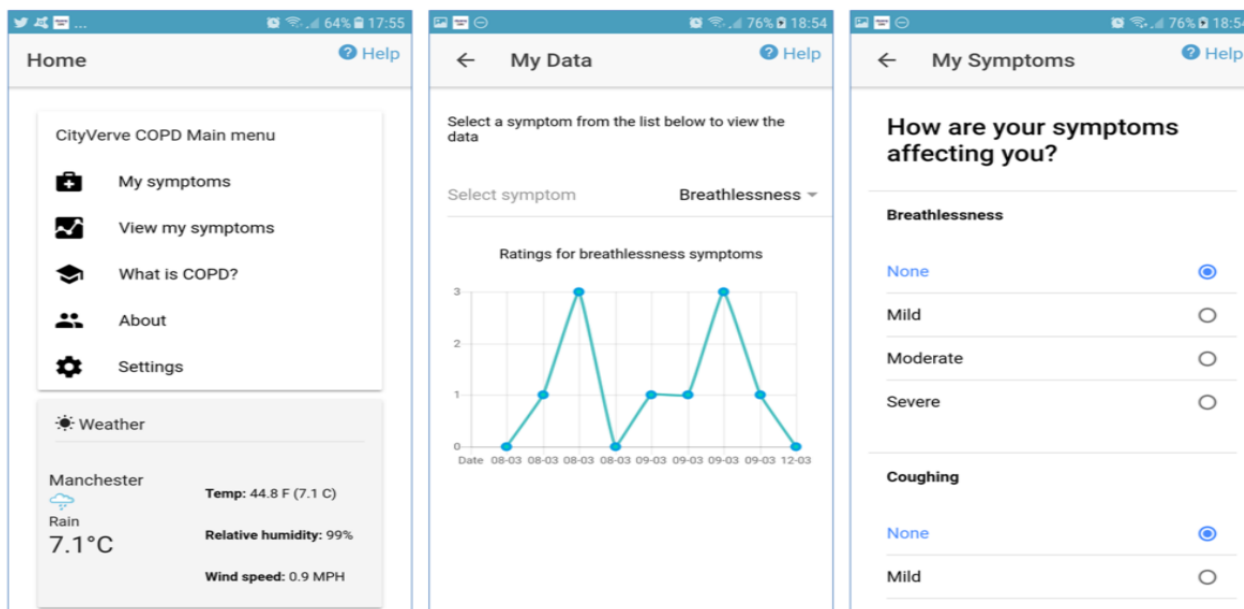 ... 64% 17:55
Home
Help
CityVerve COPD Main menu
My symptoms
View my symptoms
What is COPD?
About
Settings
Weather
Manchester
Rain
7.1°C
Temp: 44.8 F (7.1 C)
Relative humidity: 99%
Wind speed: 0.9 MPH
76% 18:54
My Data
Help
Select a symptom from the list below to view the
data
Select symptom Breathlessness
Ratings for breathlessness symptoms
3
2
1
0
Date 08-03 08-03 08-03 08-03 09-03 09-03 09-03 09-03 12-03
76% 18:54
My Symptoms
Help
How are your symptoms
affecting you?
Breathlessness
None
Mild
Moderate
Severe
Coughing
None
Mild